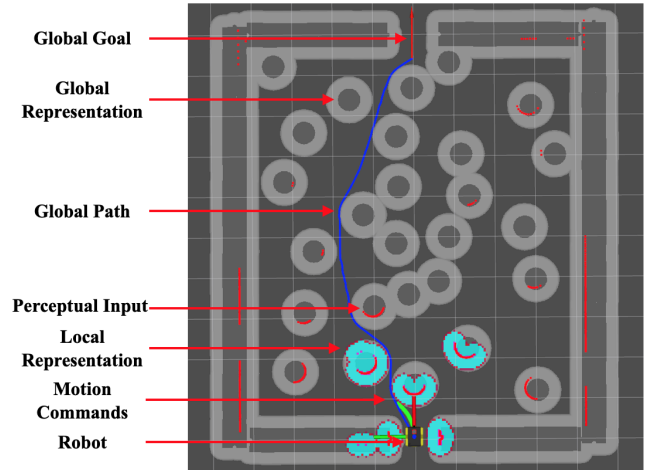 Global Goal
Global
Representation
Global Path
Perceptual Input
Local
Representation
Motion
Commands
Robot